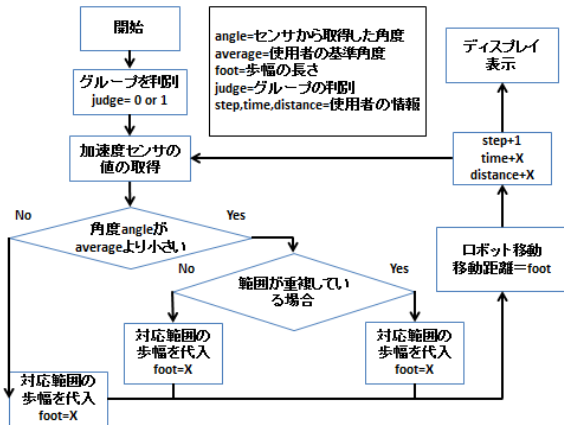 開始
angle=センサから取得した角度
average=使用者の基準角度
foot=歩幅の長さ
judge=グループの判別
step,time,distance=使用者の情報
ディスプレイ
表示
グループを判別
judge= 0 or 1
加速度センサの
値の取得
step+1
time+X
distance+X
No
Yes
角度angleが
averageより小さい
ロボット移動
移動距離=foot
No
Yes
範囲が重複してい
る場合
対応範囲の
歩幅を代入
foot=X
対応範囲の
歩幅を代入
foot=X
対応範囲の
歩幅を代入
foot=X